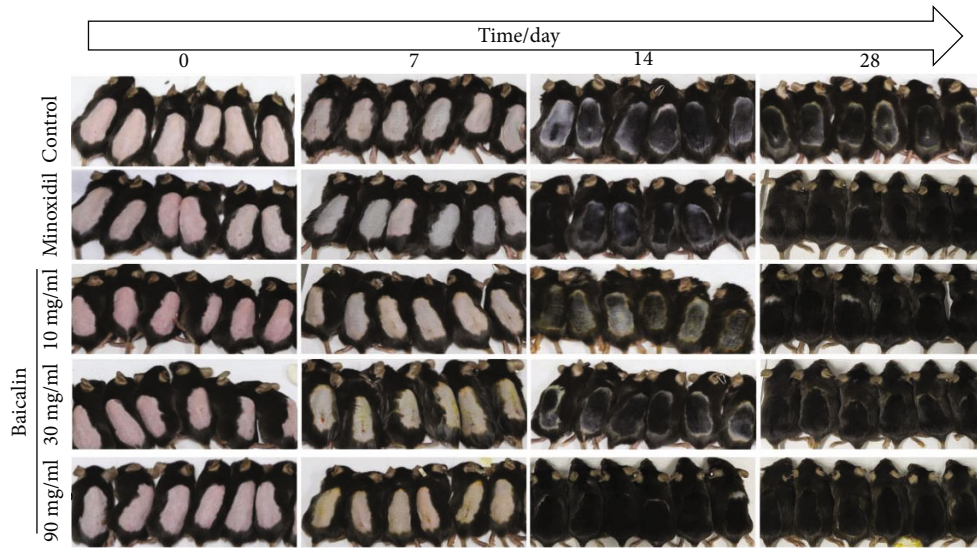 Time/day
0 7 14 28
Control
Minoxidil
Baicalin
10 mg/ml
30 mg/ml
90 mg/ml